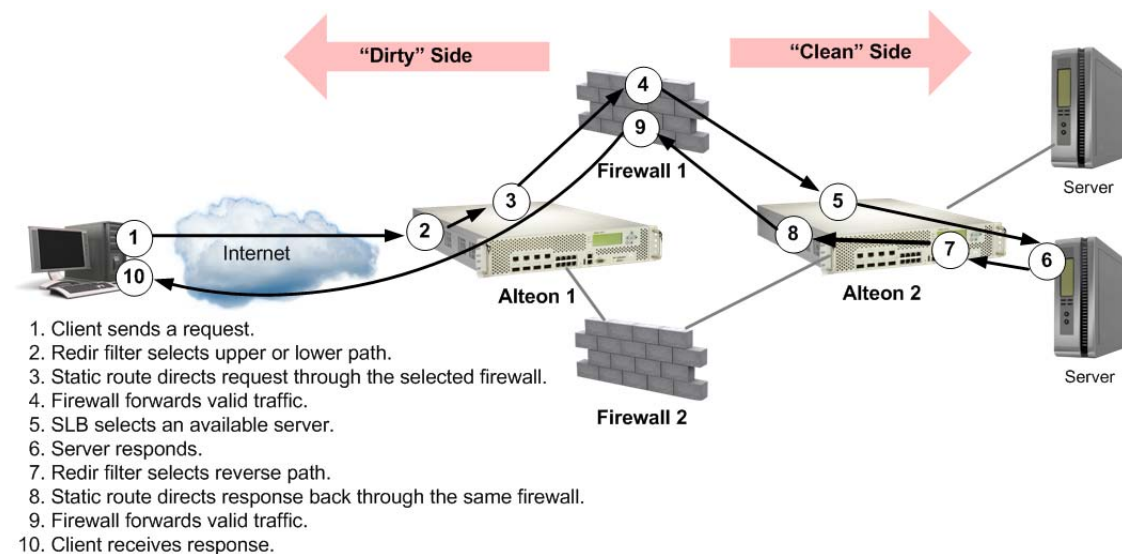 “Dirty” Side
“Clean” Side
4
9
Firewall 1
Server
3
5
2
8
1
Internet
7
6
10
Alteon 1
Alteon 2
Server
Firewall 2
1. Client sends a request.
2. Redir filter selects upper or lower path.
3. Static route directs request through the selected firewall.
4. Firewall forwards valid traffic.
5. SLB selects an available server.
6. Server responds.
7. Redir filter selects reverse path.
8. Static route directs response back through the same firewall.
9. Firewall forwards valid traffic.
10. Client receives response.